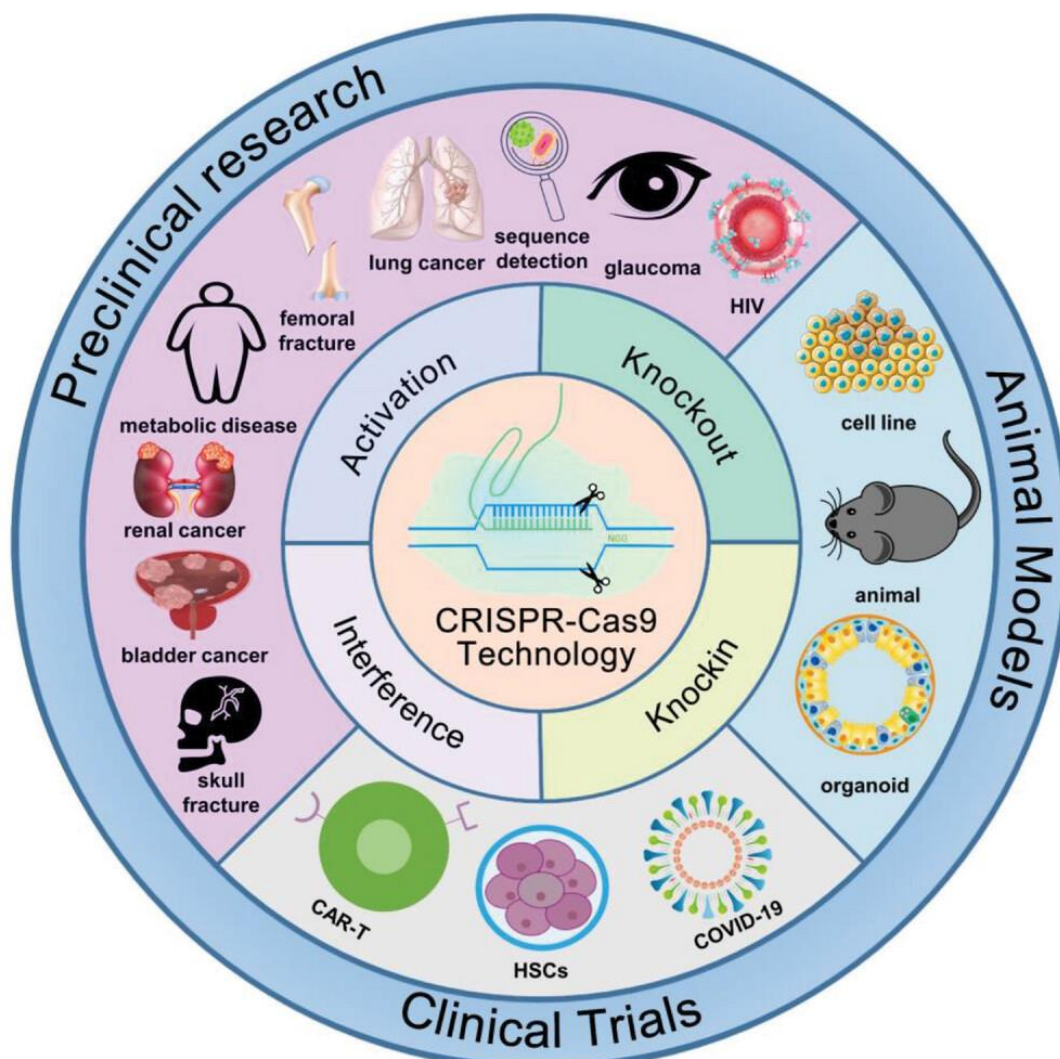 Preclinical research
lung cancer
sequence
detection
glaucoma
HIV
femoral
fracture
metabolic disease
renal cancer
bladder cancer
skull
fracture
Animal Models
cell line
animal
organoid
Clinical Trials
CAR-T
HSCs
COVID-19
Activation
Knockout
Interference
Knockin
NGG
CRISPR-Cas9
Technology